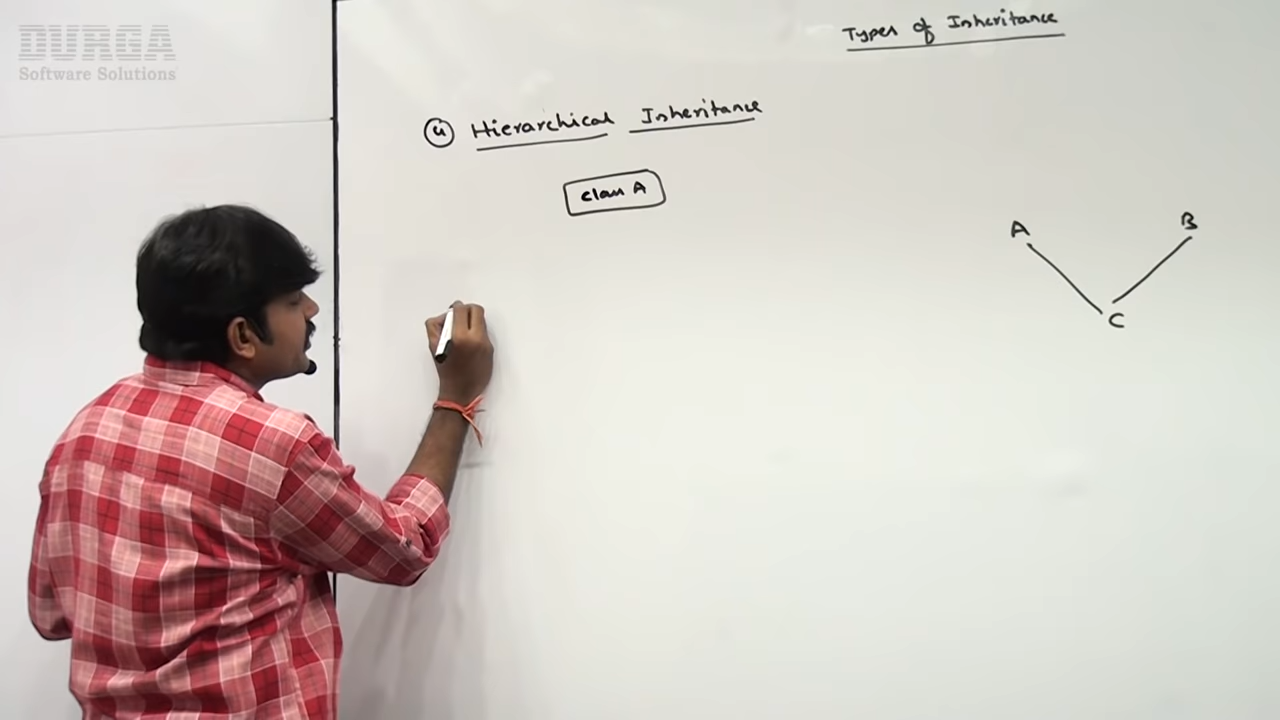 DURGA
Software Solutions
Types of Inheritance
4 Hierarchical Inheritance
class A
A
B
C